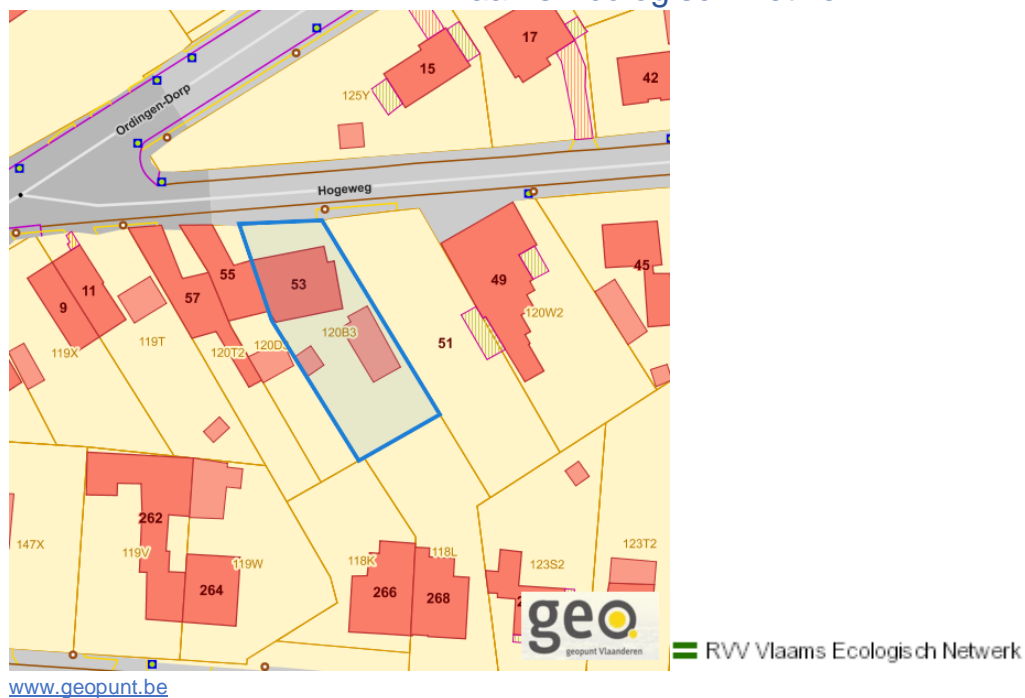 17
15
42
125Y
Ordingen-Dorp
Hogeweg
55
53
49
45
9
11
57
120W2
119X
119T
120T2
120D3
120B3
51
262
147X
119V
119W
264
118K
118L
266
268
123S2
123T2
geo
geopunt Vlaanderen
RVV Vlaams Ecologisch Netwerk
www.geopunt.be